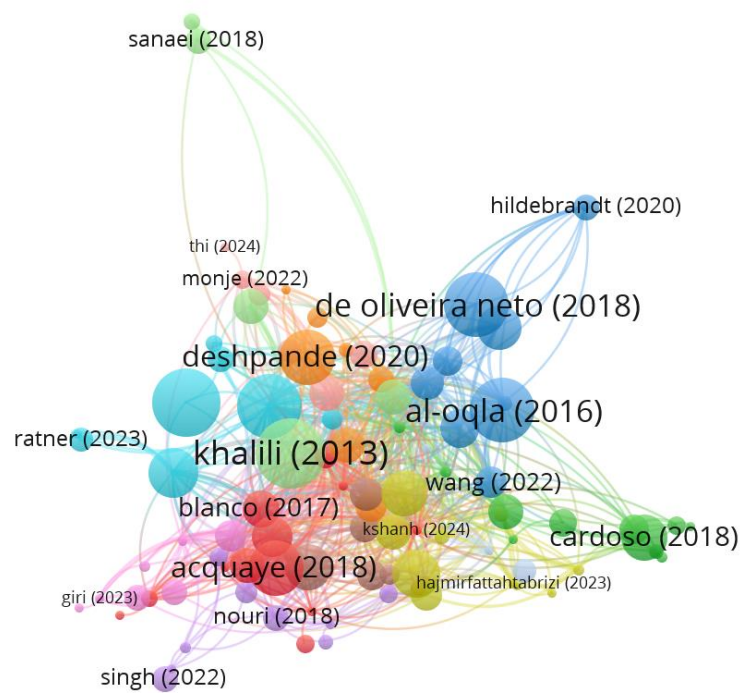 sanaei (2018)
hildebrandt (2020)
thi (2024)
monje (2022)
de oliveira neto (2018)
deshpande (2020)
al-oqla (2016)
ratner (2023)
khalili (2013)
wang (2022)
blanco (2017)
kshanh (2024)
cardoso (2018)
acquaye (2018)
hajmirfattahtabrizi (2023)
giri (2023)
nouri (2018)
singh (2022)